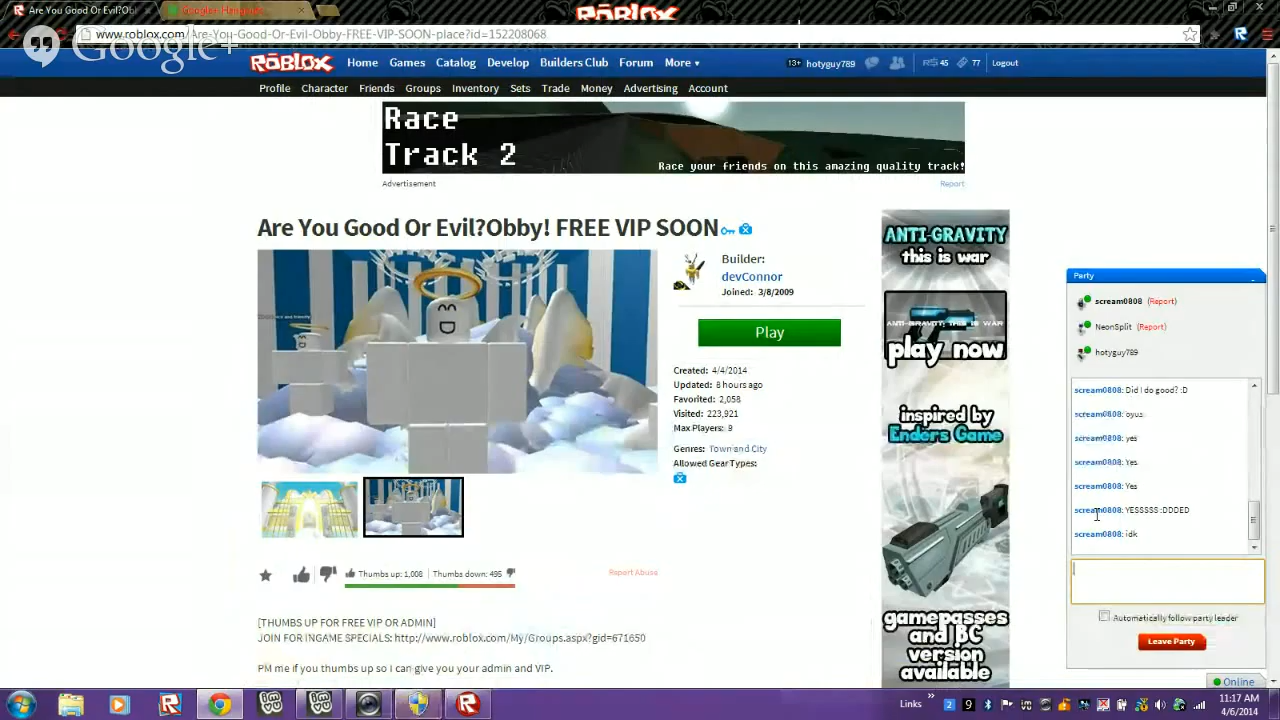 Are You Good Or Evil?Obb
Google+ Hangouts
ROBLOX
www.roblox.com/Are-You-Good-Or-Evil-Obby-FREE-VIP-SOON-place?id=152208068
Google+
ROBLOX
Home Games Catalog Develop Builders Club Forum More
13+ hotyguy789 R$ 45 77 Logout
Profile Character Friends Groups Inventory Sets Trade Money Advertising Account
Race
Track 2
Race your friends on this amazing quality track!
Advertisement
Report
Are You Good Or Evil?Obby! FREE VIP SOON
Builder:
devConnor
Joined: 3/8/2009
Play
Created: 4/4/2014
Updated: 8 hours ago
Favorited: 2,058
Visited: 223,921
Max Players: 9
Genres: Town and City
Allowed Gear Types:
Thumbs up: 1,008 Thumbs down: 495
Report Abuse
[THUMBS UP FOR FREE VIP OR ADMIN]
JOIN FOR INGAME SPECIALS: http://www.roblox.com/My/Groups.aspx?gid=671650
PM me if you thumbs up so I can give you your admin and VIP.
ANTI-GRAVITY
this is war
ANTI-GRAVITY: THIS IS WAR
play now
inspired by
Enders Game
gamepasses
and BC
version
available
Party
scream0808 (Report)
NeonSplit (Report)
hotyguy789
scream0808: Did I do good? :D
scream0808: oyus
scream0808: yes
scream0808: Yes
scream0808: Yes
scream0808: YESSSSS :DDDED
scream0808: idk
Automatically follow party leader
Leave Party
Online
Links
11:17 AM
4/6/2014